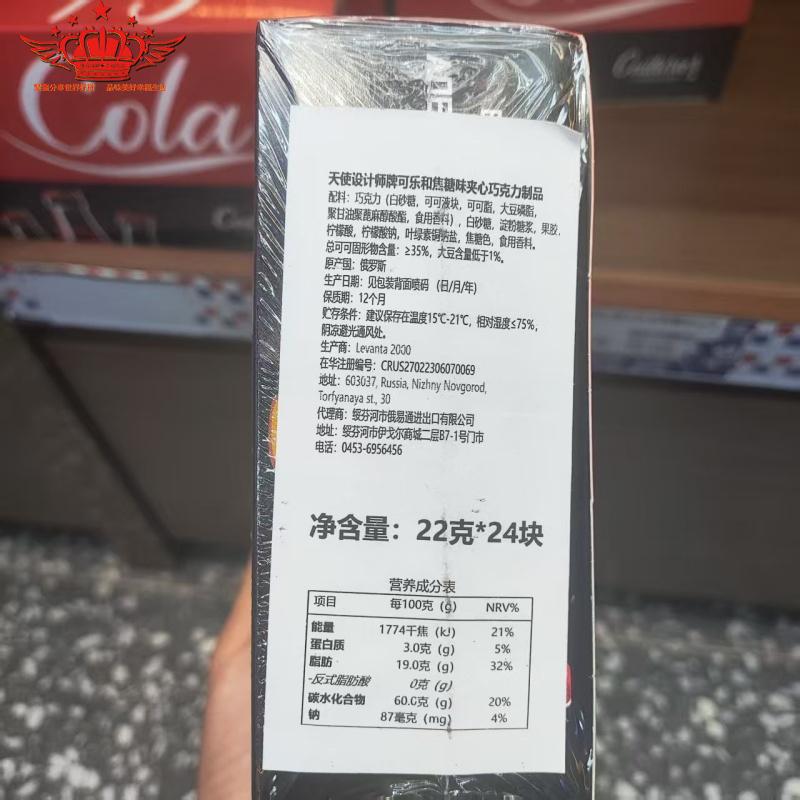 Cola
天使设计师牌可乐和焦糖味夹心巧克力制品
配料：巧克力（白砂糖，可可液块，可可脂，大豆磷脂，
聚甘油聚蓖麻醇酸酯，食用香料），白砂糖，淀粉糖浆，果胶，
柠檬酸，柠檬酸钠，叶绿素铜钠盐，焦糖色，食用香料。
总可可固形物含量：≥35%，大豆含量低于1%。
原产国：俄罗斯
生产日期：见包装背面喷码 （日/月/年）
保质期：12个月
贮存条件：建议保存在温度15℃-21℃，相对湿度≤75%，
阴凉避光通风处。
生产商：Levanta 2000
在华注册编号：CRUS27022306070069
地址：603037, Russia, Nizhny Novgorod,
Torfyanaya st., 30
代理商：绥芬河市俄易通进出口有限公司
地址：绥芬河市伊戈尔商城二层B7-1号门市
电话：0453-6956456
净含量：22克*24块
营养成分表
项目 每100克（g） NRV%
能量 1774千焦（kJ） 21%
蛋白质 3.0克（g） 5%
脂肪 19.0克（g） 32%
-反式脂肪酸 0克（g）
碳水化合物 60.0克（g） 20%
钠 87毫克（mg） 4%